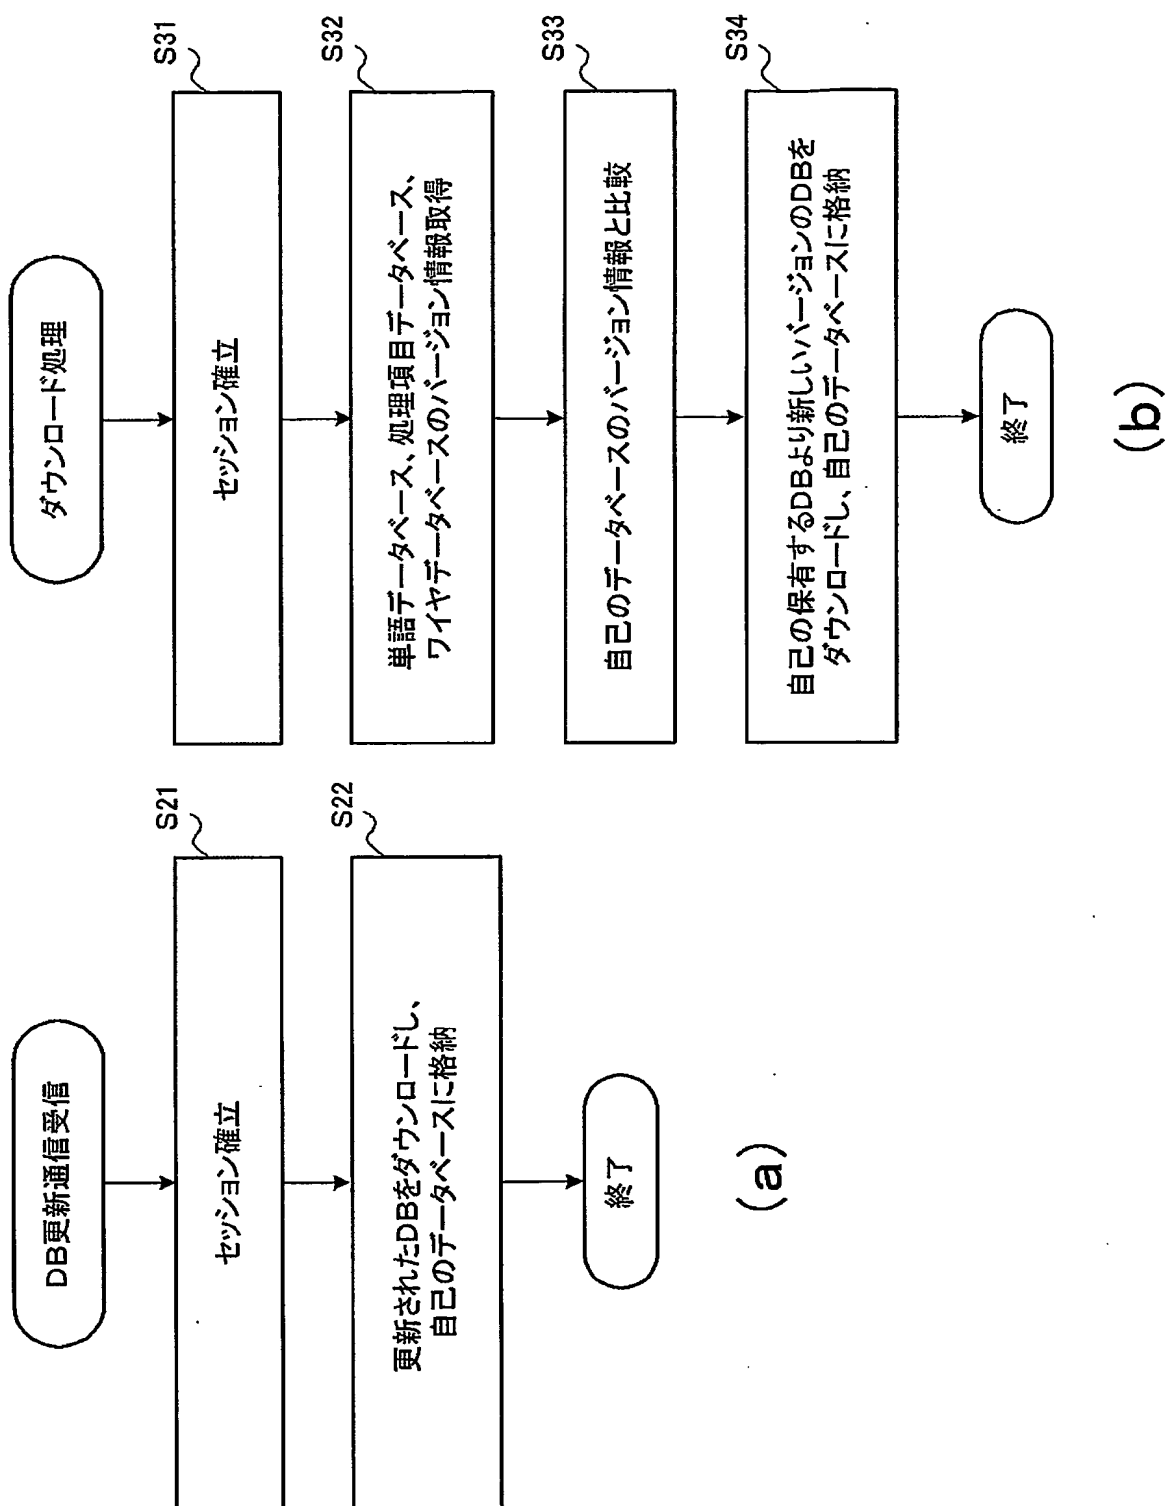 DB更新通信受信
S21
セッション確立
S22
更新されたDBをダウンロードし、
自己のデータベースに格納
終了
(a)
ダウンロード処理
S31
セッション確立
S32
単語データベース、処理項目データベース、
ワイヤデータベースのバージョン情報取得
S33
自己のデータベースのバージョン情報と比較
S34
自己の保有するDBより新しいバージョンのDBを
ダウンロードし、自己のデータベースに格納
終了
(b)